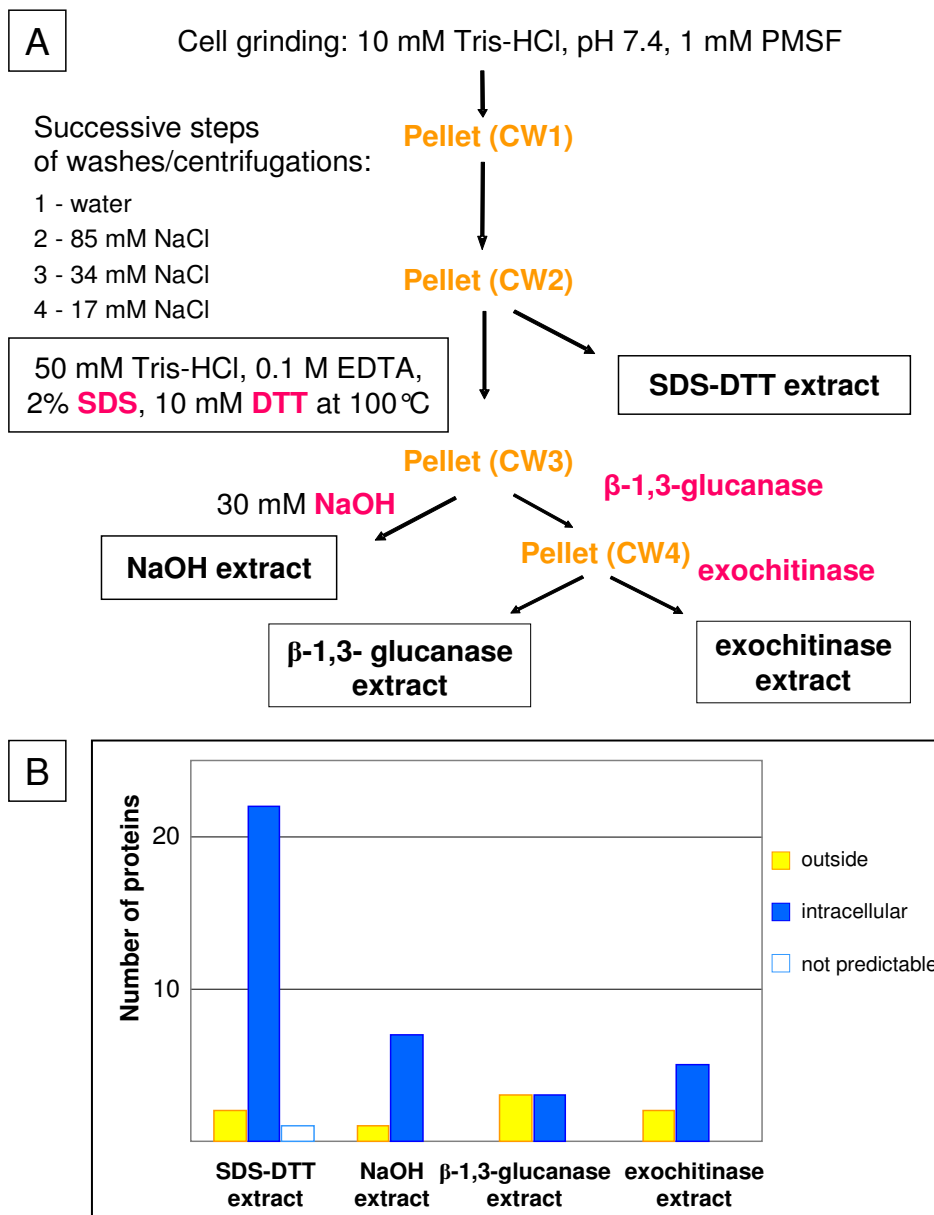 A
Cell grinding: 10 mM Tris-HCl, pH 7.4, 1 mM PMSF
Pellet (CW1)
Successive steps
of washes/centrifugations:
1 - water
2 - 85 mM NaCl
3 - 34 mM NaCl
4 - 17 mM NaCl
Pellet (CW2)
50 mM Tris-HCl, 0.1 M EDTA,
2% SDS, 10 mM DTT at 100°C
SDS-DTT extract
Pellet (CW3)
β-1,3-glucanase
30 mM NaOH
NaOH extract
Pellet (CW4)
exochitinase
β-1,3- glucanase
extract
exochitinase
extract
B
Number of proteins
20
10
outside
intracellular
not predictable
SDS-DTT
extract
NaOH
extract
β-1,3-glucanase
extract
exochitinase
extract